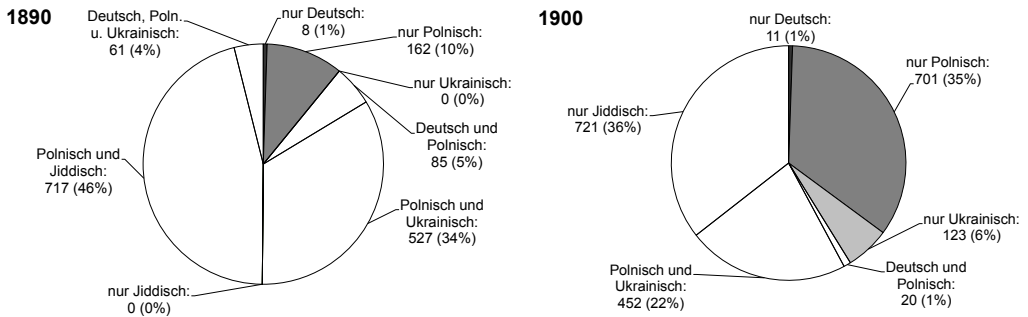 1890
Deutsch, Poln.
u. Ukrainisch:
61 (4%)
nur Deutsch:
8 (1%)
nur Polnisch:
162 (10%)
nur Ukrainisch:
0 (0%)
Deutsch und
Polnisch:
85 (5%)
Polnisch und
Ukrainisch:
527 (34%)
nur Jiddisch:
0 (0%)
Polnisch und
Jiddisch:
717 (46%)
1900
nur Deutsch:
11 (1%)
nur Polnisch:
701 (35%)
nur Ukrainisch:
123 (6%)
Deutsch und
Polnisch:
20 (1%)
Polnisch und
Ukrainisch:
452 (22%)
nur Jiddisch:
721 (36%)